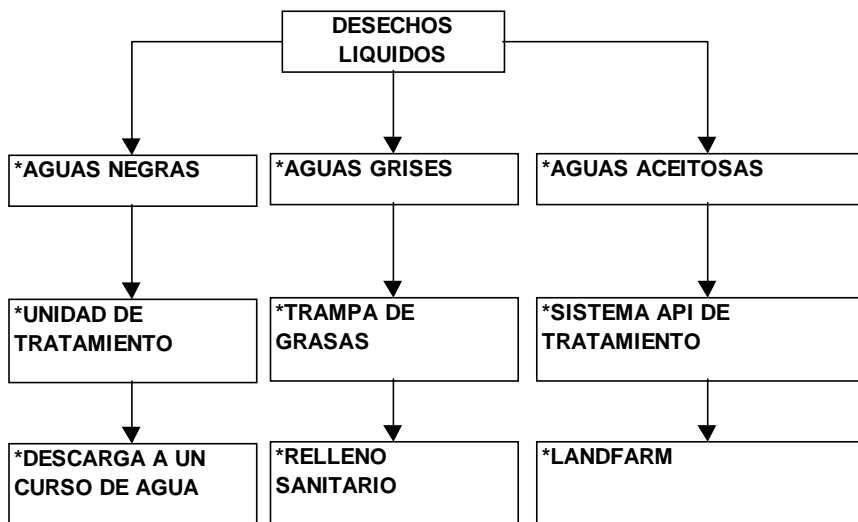 DESECHOS
LIQUIDOS
*AGUAS NEGRAS
*AGUAS GRISES
*AGUAS ACEITOSAS
*UNIDAD DE
TRATAMIENTO
*TRAMPA DE
GRASAS
*SISTEMA API DE
TRATAMIENTO
*DESCARGA A UN
CURSO DE AGUA
*RELLENO
SANITARIO
*LANDFARM